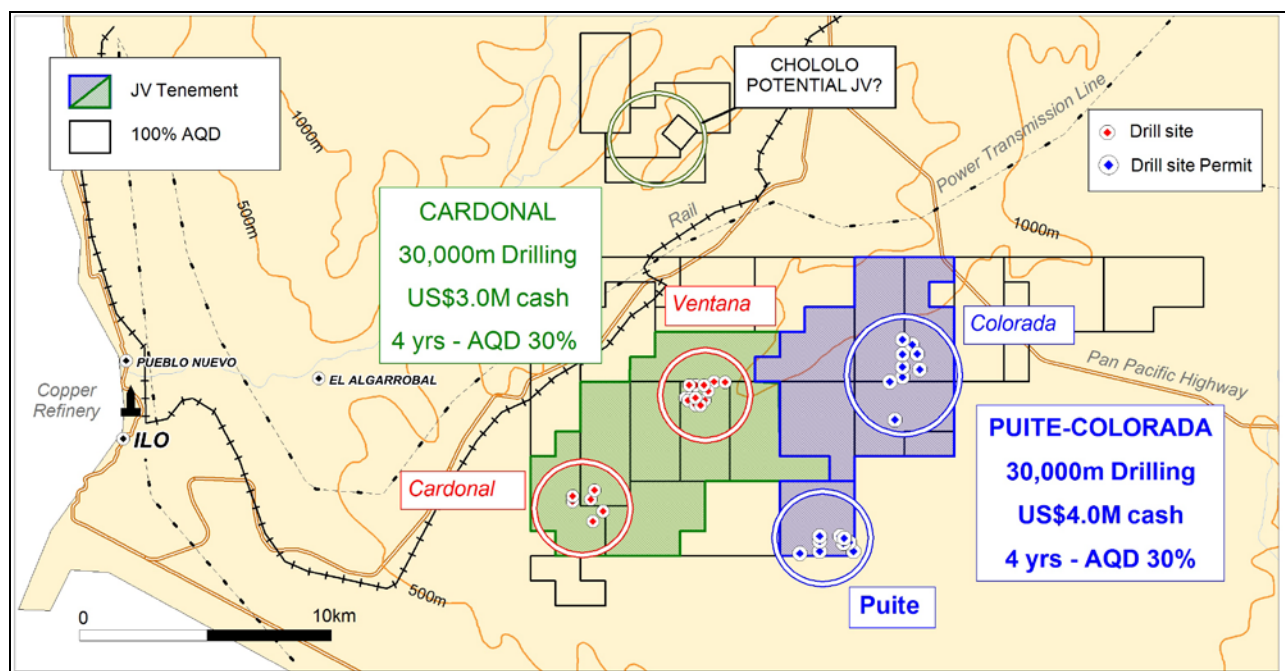 JV Tenement
100% AQD
CHOLOLO
POTENTIAL JV?
Drill site
Drill site Permit
1000m
500m
Power Transmission Line
Rail
1000m
CARDONAL
30,000m Drilling
US$3.0M cash
4 yrs - AQD 30%
Ventana
Colorada
PUEBLO NUEVO
EL ALGARROBAL
Copper
Refinery
ILO
Pan Pacific Highway
Cardonal
PUITE-COLORADA
30,000m Drilling
US$4.0M cash
4 yrs - AQD 30%
Puite
500m
0
10km